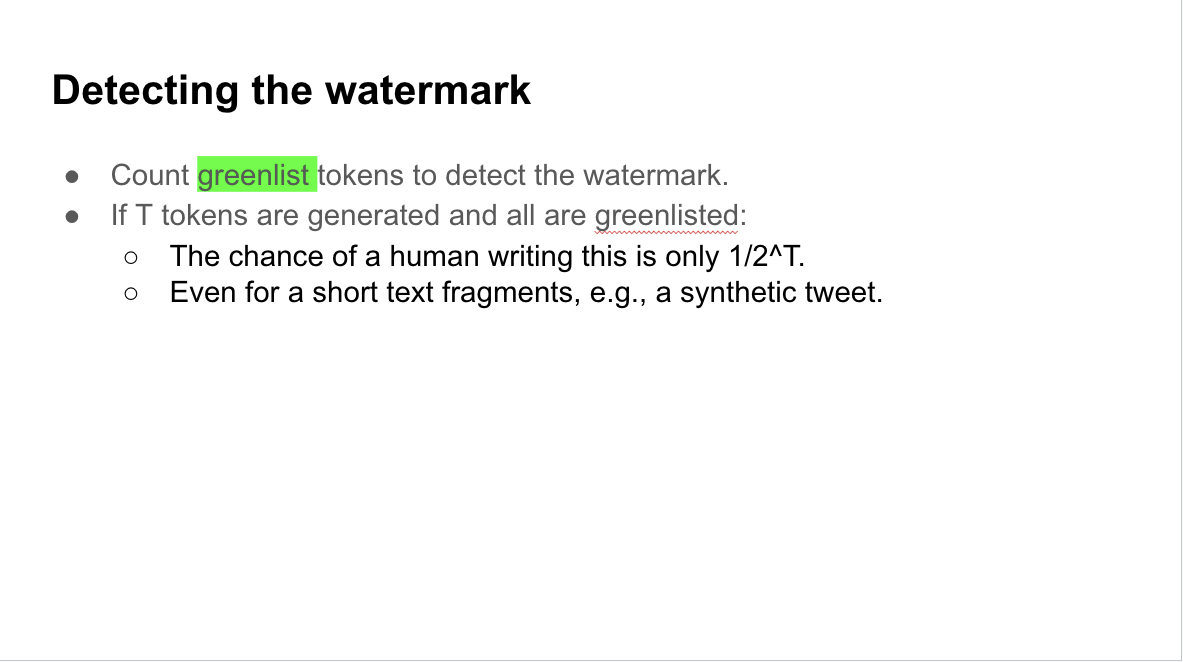 Detecting the watermark
● Count greenlist tokens to detect the watermark.
● If T tokens are generated and all are greenlisted:
○ The chance of a human writing this is only 1/2^T.
○ Even for a short text fragments, e.g., a synthetic tweet.